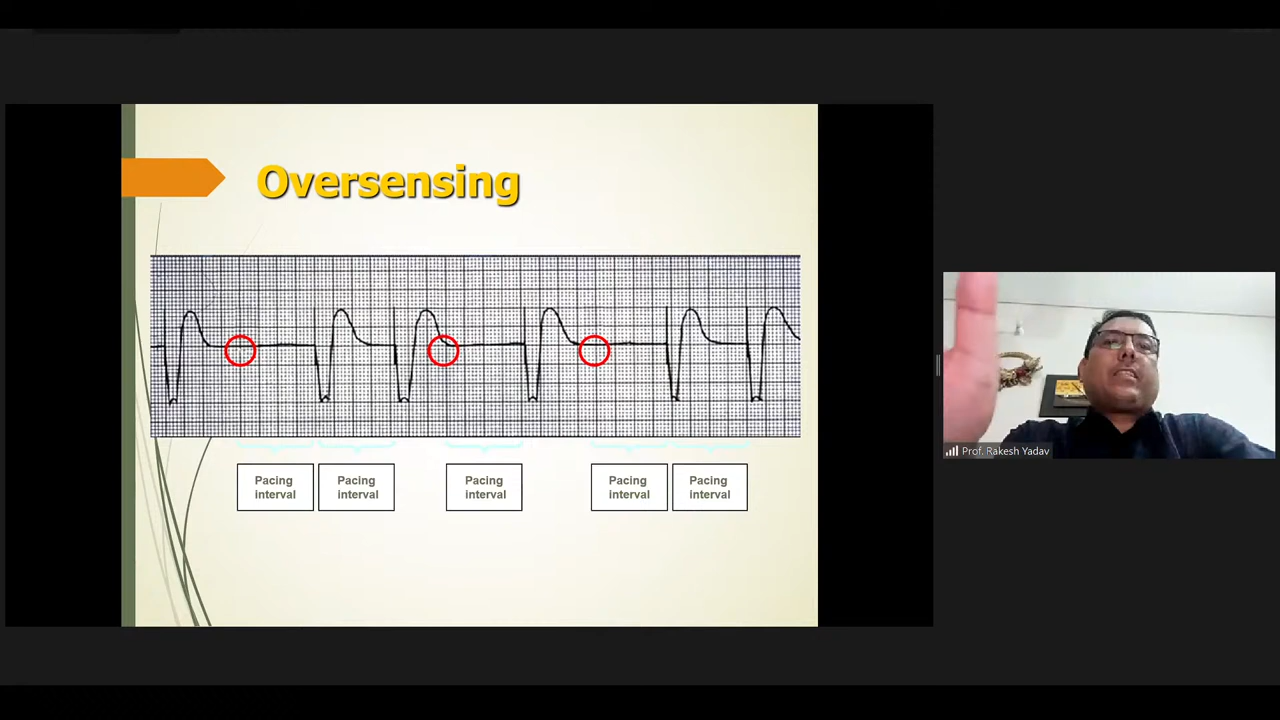 Oversensing
Pacing
interval
Pacing
interval
Pacing
interval
Pacing
interval
Pacing
interval
Prof. Rakesh Yadav